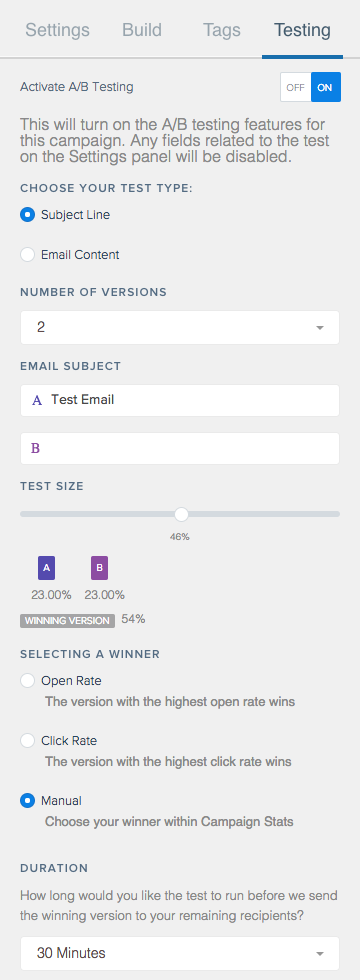 Settings Build Tags Testing
Activate A/B Testing OFF ON
This will turn on the A/B testing features for
this campaign. Any fields related to the test
on the Settings panel will be disabled.
CHOOSE YOUR TEST TYPE:
Subject Line
Email Content
NUMBER OF VERSIONS
2
EMAIL SUBJECT
A Test Email
B
TEST SIZE
46%
A B
23.00% 23.00%
WINNING VERSION 54%
SELECTING A WINNER
Open Rate
The version with the highest open rate wins
Click Rate
The version with the highest click rate wins
Manual
Choose your winner within Campaign Stats
DURATION
How long would you like the test to run before we send
the winning version to your remaining recipients?
30 Minutes